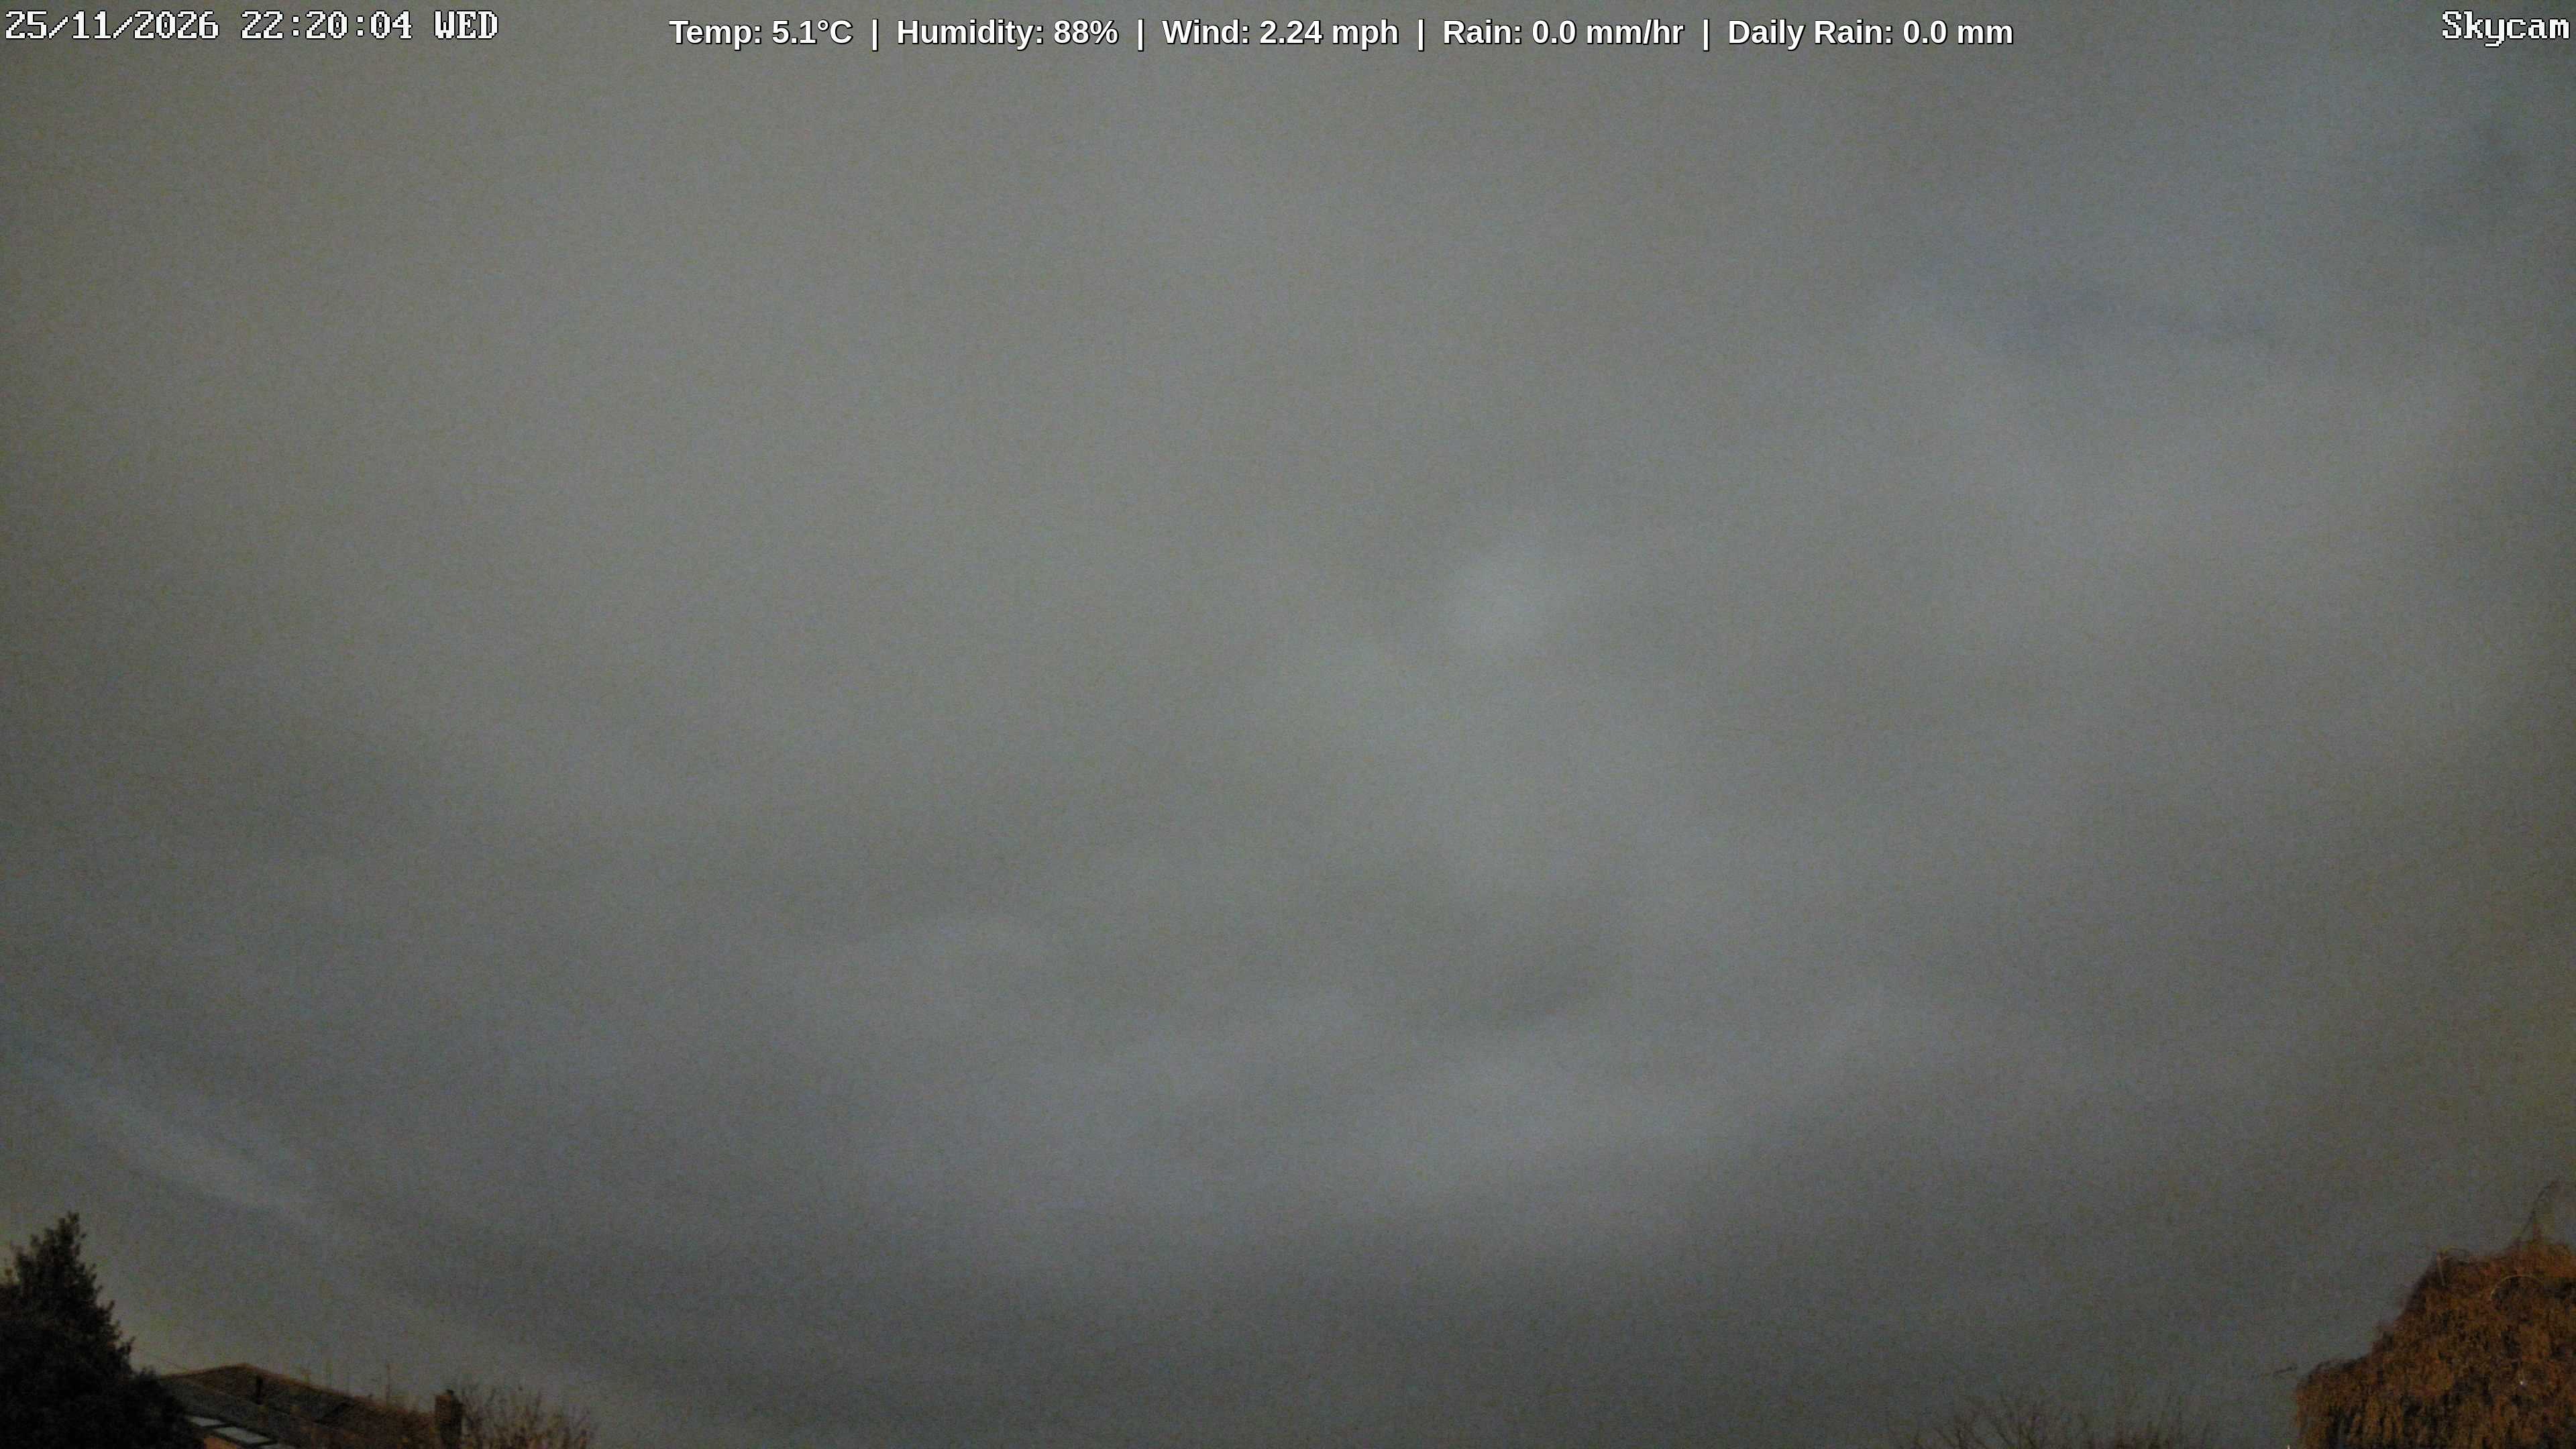 25/11/2026 22:20:04 WED
Temp: 5.1°C | Humidity: 88% | Wind: 2.24 mph | Rain: 0.0 mm/hr | Daily Rain: 0.0 mm
Skycam